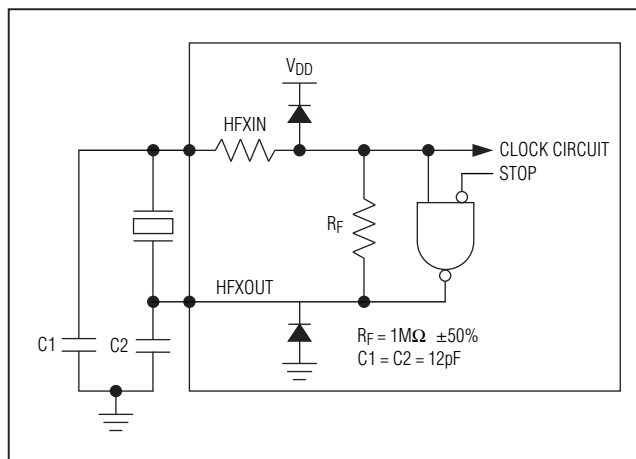 VDD
HFXIN
CLOCK CIRCUIT
STOP
RF
HFXOUT
C1
C2
RF = 1MΩ ±50%
C1 = C2 = 12pF